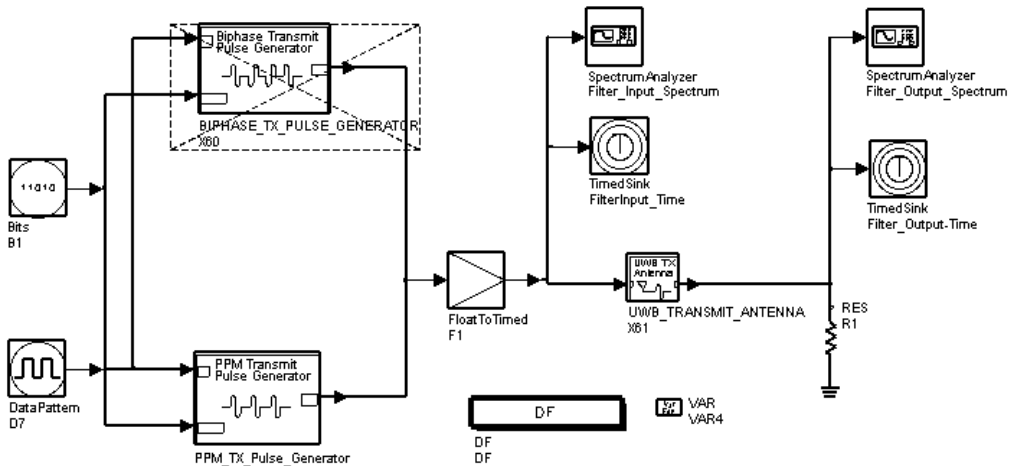 Biphase Transmit
Pulse Generator
BIPHASE_TX_PULSE_GENERATOR
X60
11010
Bits
B1
DataPattern
D7
PPM Transmit
Pulse Generator
PPM_TX_Pulse_Generator
FloatToTimed
F1
SpectrumAnalyzer
Filter_Input_Spectrum
TimedSink
FilterInput_Time
UWB TX
Antenna
UWB_TRANSMIT_ANTENNA
X61
SpectrumAnalyzer
Filter_Output_Spectrum
TimedSink
Filter_Output-Time
RES
R1
DF
DF
DF
VAR
VAR4